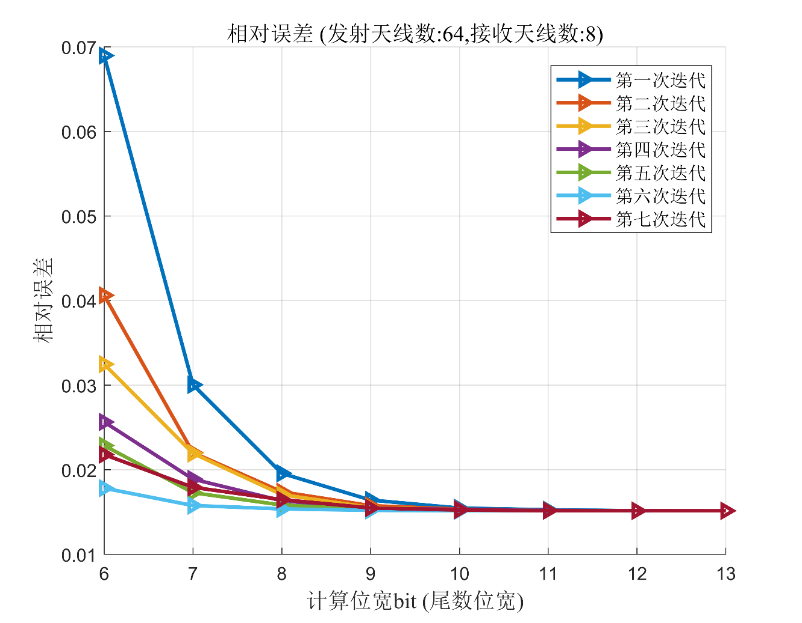 相对误差 (发射天线数:64,接收天线数:8)
0.07
0.06
0.05
0.04
0.03
0.02
0.01
相对误差
第一次迭代
第二次迭代
第三次迭代
第四次迭代
第五次迭代
第六次迭代
第七次迭代
6 7 8 9 10 11 12 13
计算位宽bit (尾数位宽)